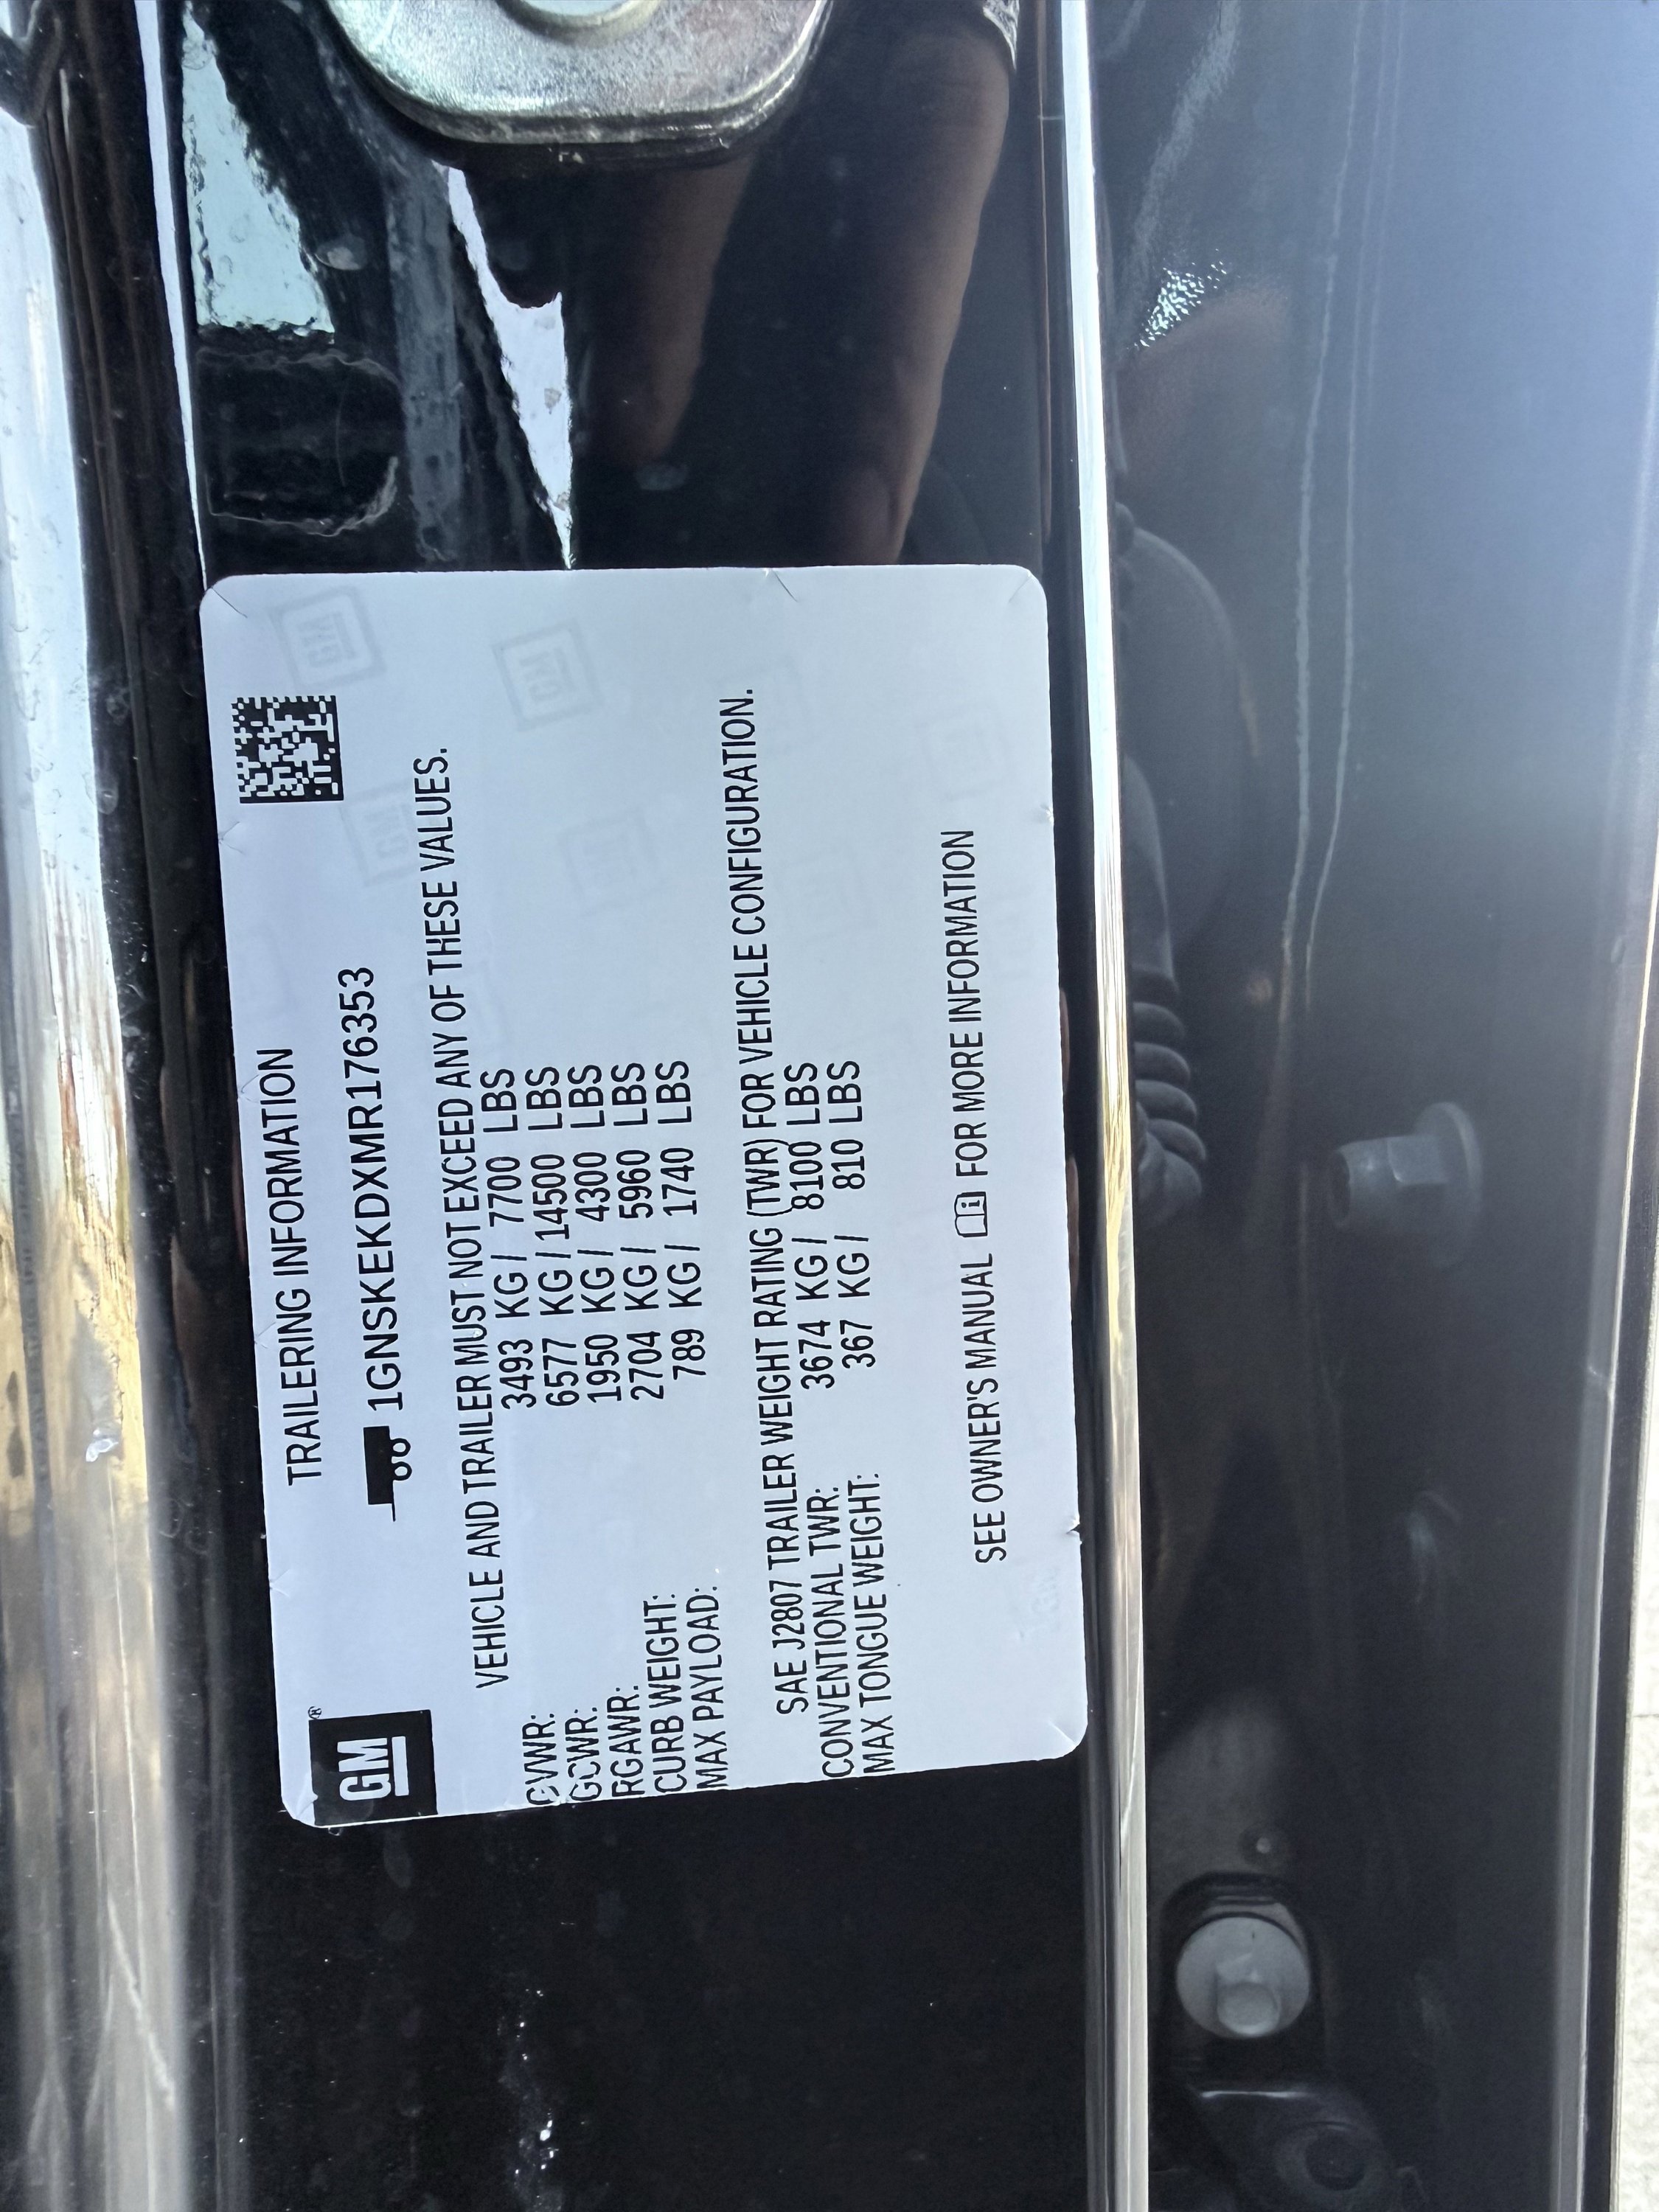 GM®
TRAILERING INFORMATION
1GNSKEKDXMR176353
VEHICLE AND TRAILER MUST NOT EXCEED ANY OF THESE VALUES.
GVWR: 3493 KG / 7700 LBS
GCWR: 6577 KG / 14500 LBS
RGAWR: 1950 KG / 4300 LBS
CURB WEIGHT: 2704 KG / 5960 LBS
MAX PAYLOAD: 789 KG / 1740 LBS
SAE J2807 TRAILER WEIGHT RATING (TWR) FOR VEHICLE CONFIGURATION.
CONVENTIONAL TWR: 3674 KG / 8100 LBS
MAX TONGUE WEIGHT: 367 KG / 810 LBS
SEE OWNER'S MANUAL i FOR MORE INFORMATION